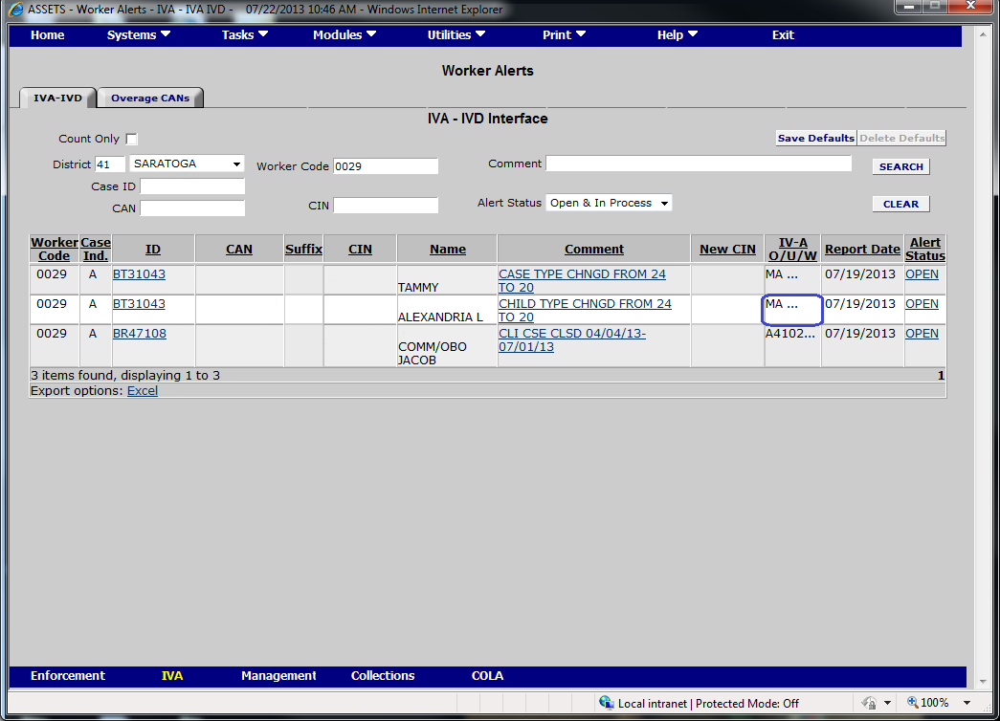 ASSETS - Worker Alerts - IVA - IVA IVD - 07/22/2013 10:46 AM - Windows Internet Explorer
Home Systems Tasks Modules Utilities Print Help Exit
Worker Alerts
IVA-IVD Overage CANs
IVA - IVD Interface
Count Only Save Defaults Delete Defaults
District 41 SARATOGA Worker Code 0029 Comment SEARCH
Case ID
CAN CIN Alert Status Open & In Process CLEAR
Worker Code Case Ind. ID CAN Suffix CIN Name Comment New CIN IV-A O/U/W Report Date Alert Status
0029 A BT31043 TAMMY CASE TYPE CHNGD FROM 24 TO 20 MA ... 07/19/2013 OPEN
0029 A BT31043 ALEXANDRIA L CHILD TYPE CHNGD FROM 24 TO 20 MA ... 07/19/2013 OPEN
0029 A BR47108 COMM/OBO JACOB CLI CSE CLSD 04/04/13-07/01/13 A4102... 07/19/2013 OPEN
3 items found, displaying 1 to 3 1
Export options: Excel
Enforcement IVA Management Collections COLA
Local intranet | Protected Mode: Off 100%